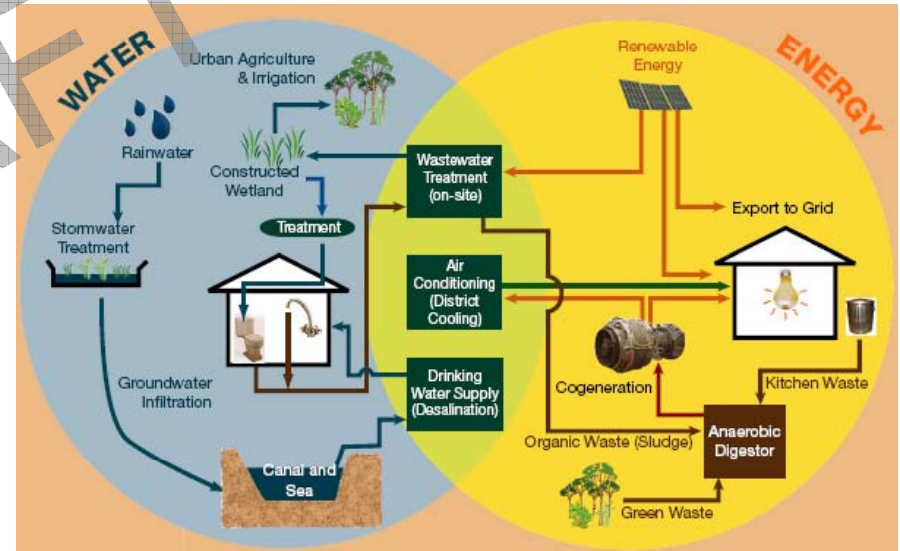 WATER
ENERGY
Urban Agriculture
& Irrigation
Rainwater
Constructed
Wetland
Treatment
Stormwater
Treatment
Groundwater
Infiltration
Canal and
Sea
Wastewater
Treatment
(on-site)
Air
Conditioning
(District
Cooling)
Drinking
Water Supply
(Desalination)
Renewable
Energy
Export to Grid
Cogeneration
Kitchen Waste
Organic Waste (Sludge)
Anaerobic
Digestor
Green Waste